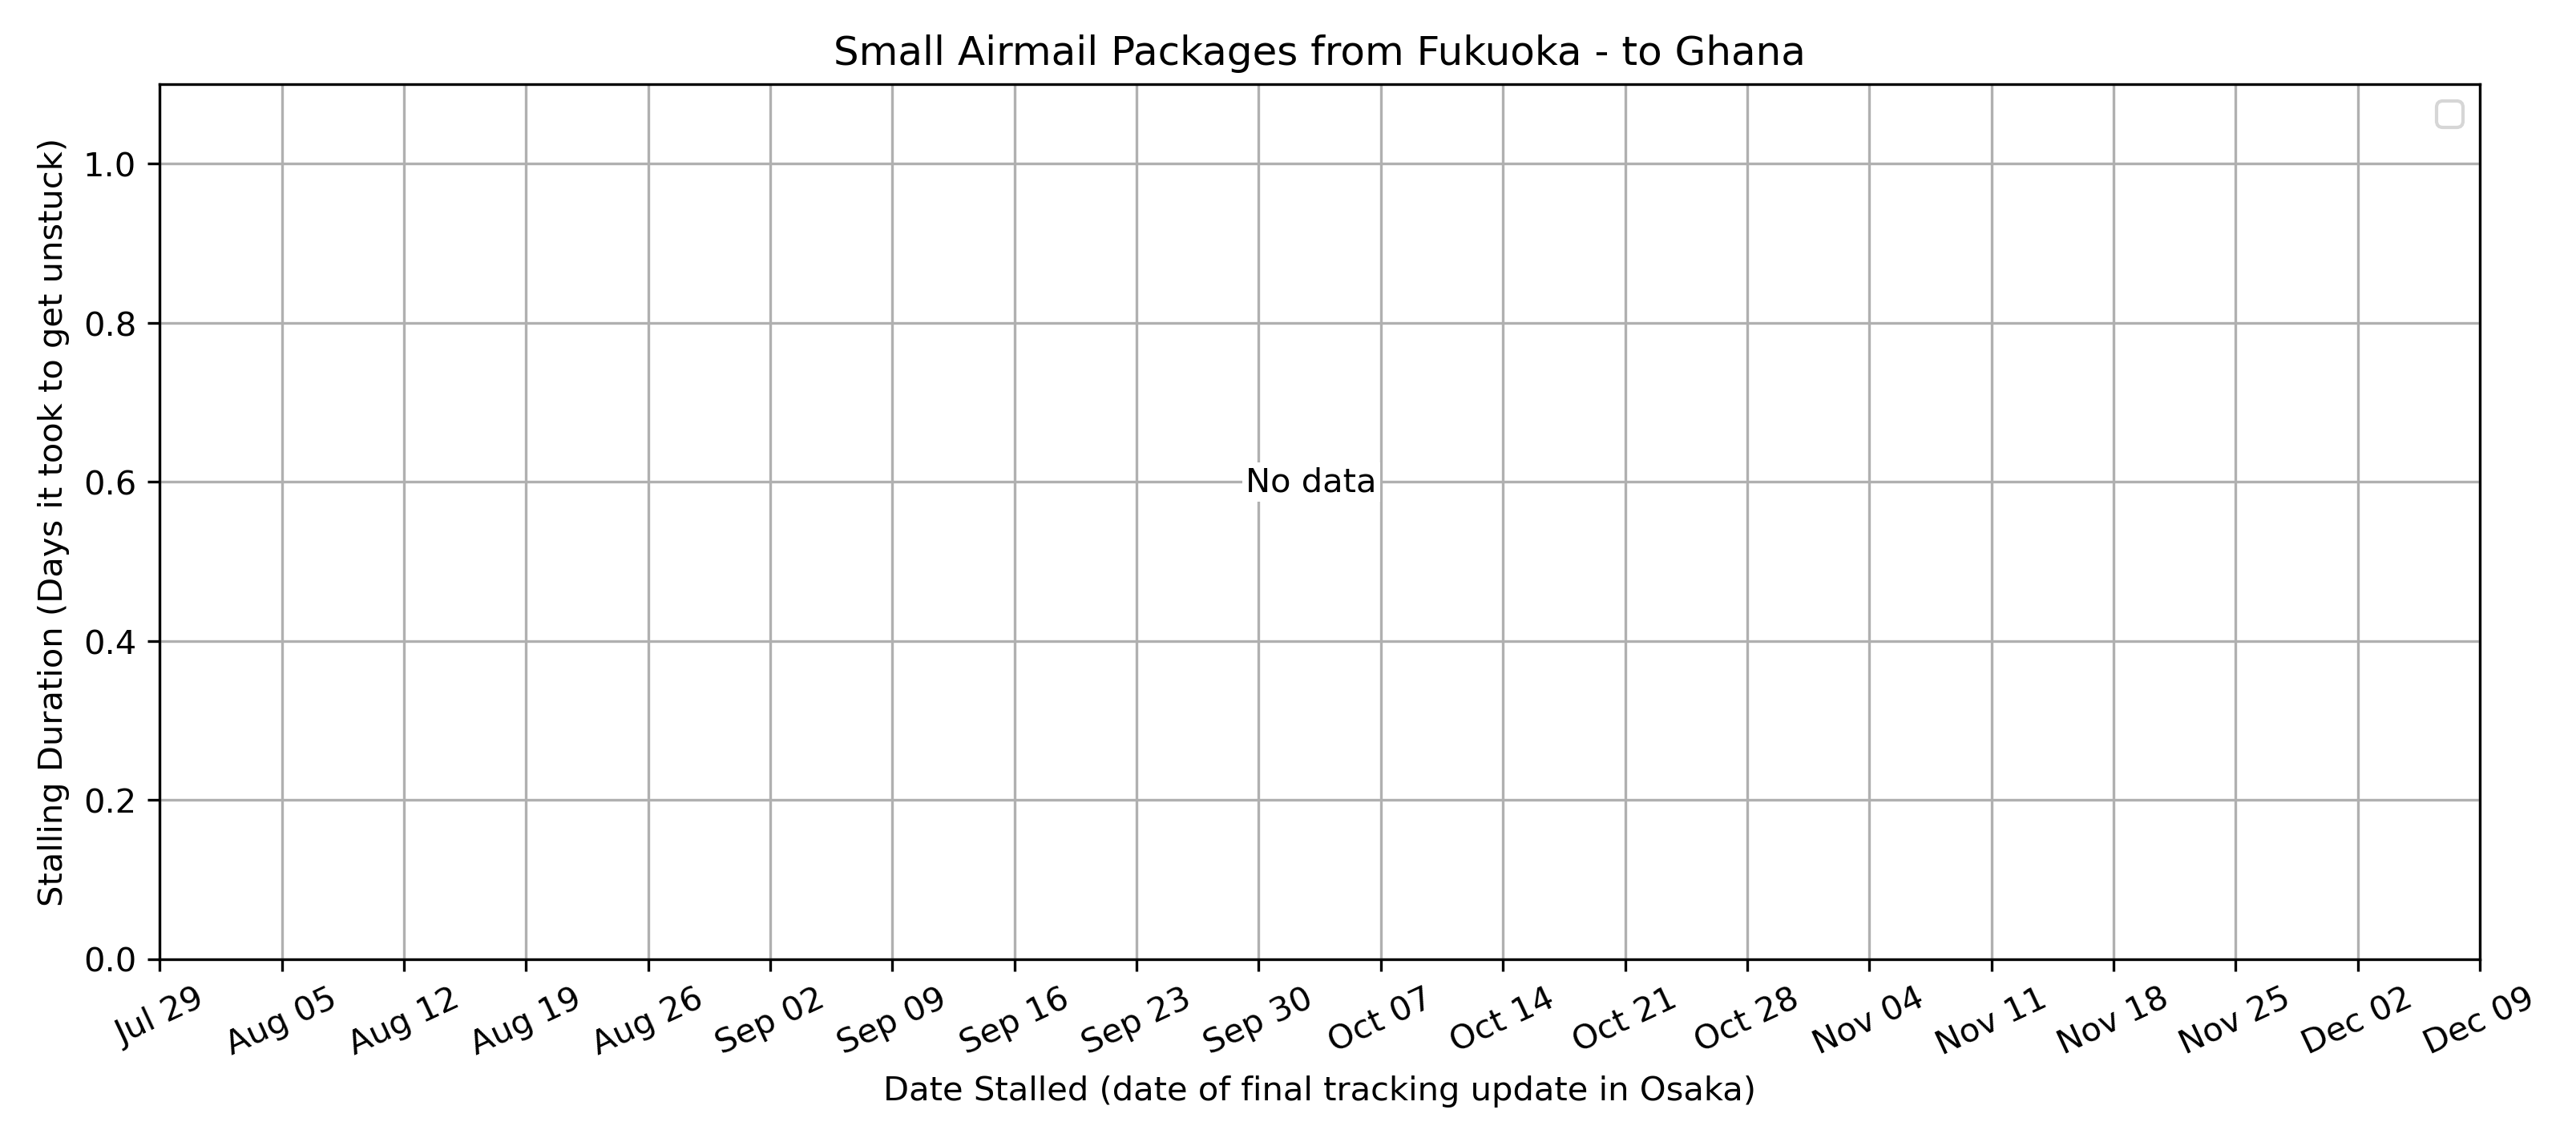 Small Airmail Packages from Fukuoka - to Ghana
Stalling Duration (Days it took to get unstuck)
1.0
0.8
0.6
0.4
0.2
0.0
No data
Jul 29
Aug 05
Aug 12
Aug 19
Aug 26
Sep 02
Sep 09
Sep 16
Sep 23
Sep 30
Oct 07
Oct 14
Oct 21
Oct 28
Nov 04
Nov 11
Nov 18
Nov 25
Dec 02
Dec 09
Date Stalled (date of final tracking update in Osaka)